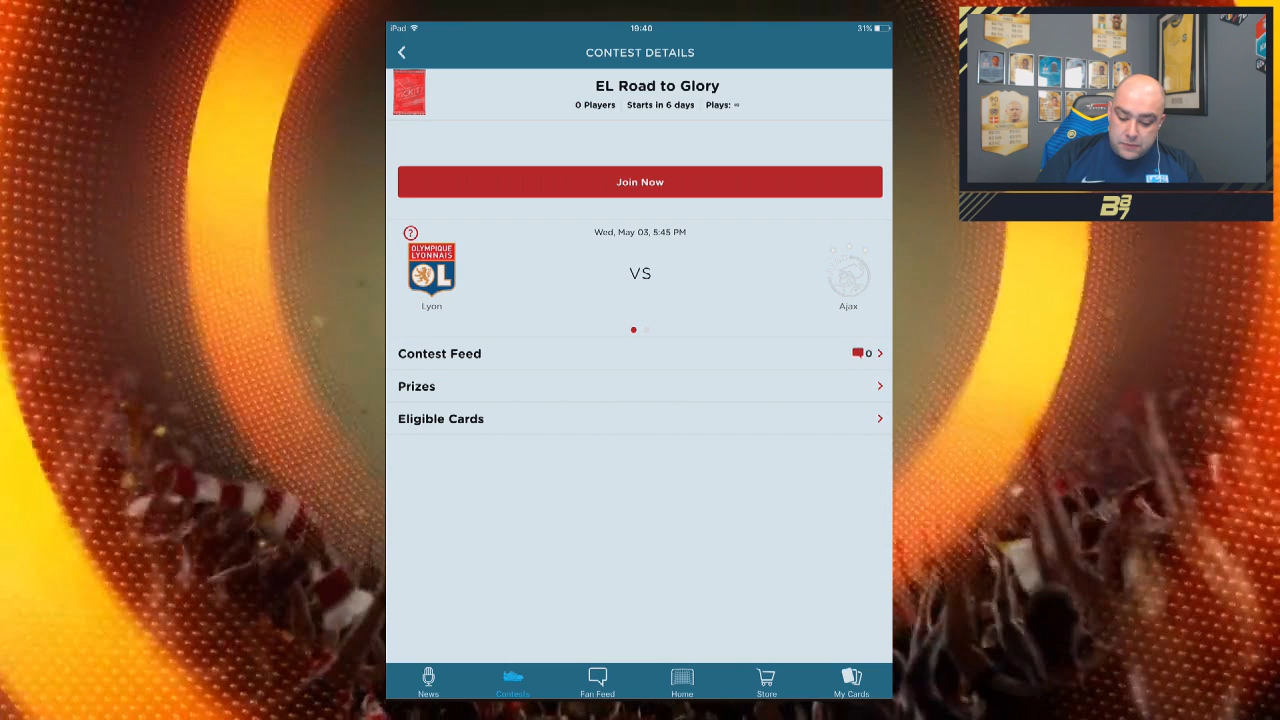 iPad
19:40
31%
CONTEST DETAILS
EL Road to Glory
0 Players Starts in 6 days Plays: ∞
Join Now
?
Wed, May 03, 5:45 PM
OLYMPIQUE
LYONNAIS
OL
VS
Lyon
Ajax
Contest Feed 0
Prizes
Eligible Cards
News
Contests
Fan Feed
Home
Store
My Cards
B37